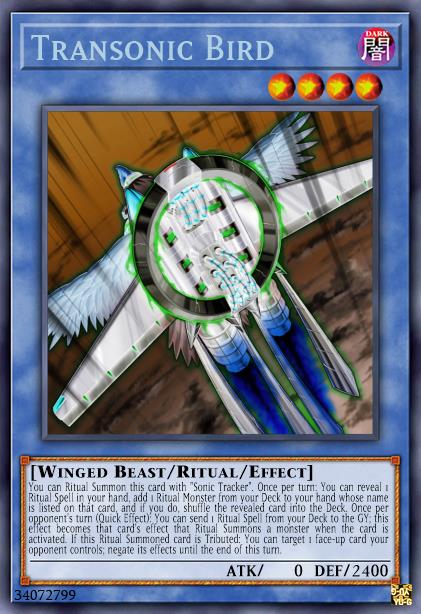 Transonic Bird
DARK
闇
[Winged Beast/Ritual/Effect]
You can Ritual Summon this card with "Sonic Tracker". Once per turn: You can reveal 1
Ritual Spell in your hand, add 1 Ritual Monster from your Deck to your hand whose name
is listed on that card, and if you do, shuffle the revealed card into the Deck. Once per
opponent's turn (Quick Effect): You can send 1 Ritual Spell from your Deck to the GY; this
effect becomes that card's effect that Ritual Summons a monster when the card is
activated. If this Ritual Summoned card is Tributed: You can target 1 face-up card your
opponent controls; negate its effects until the end of this turn.
ATK/ 0 DEF/2400
34072799